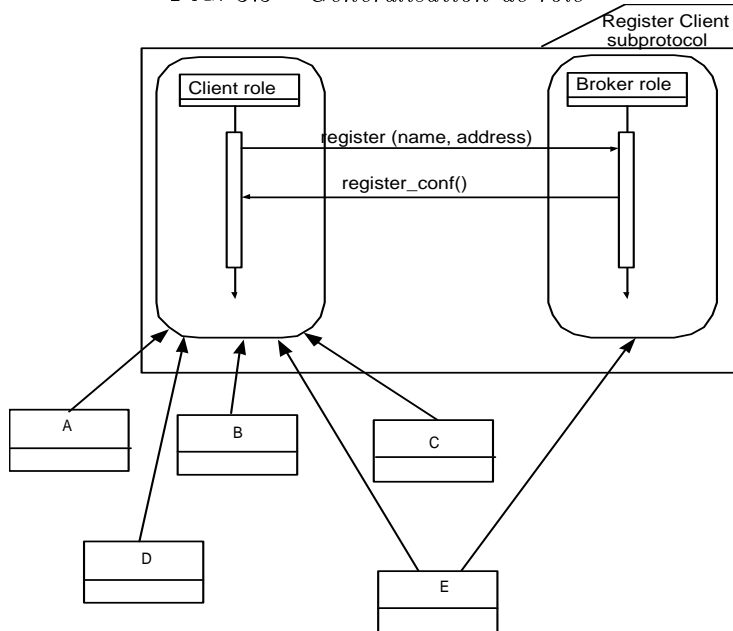 Register Client
subprotocol
Client role
Broker role
register (name, address)
register_conf()
A
B
C
D
E